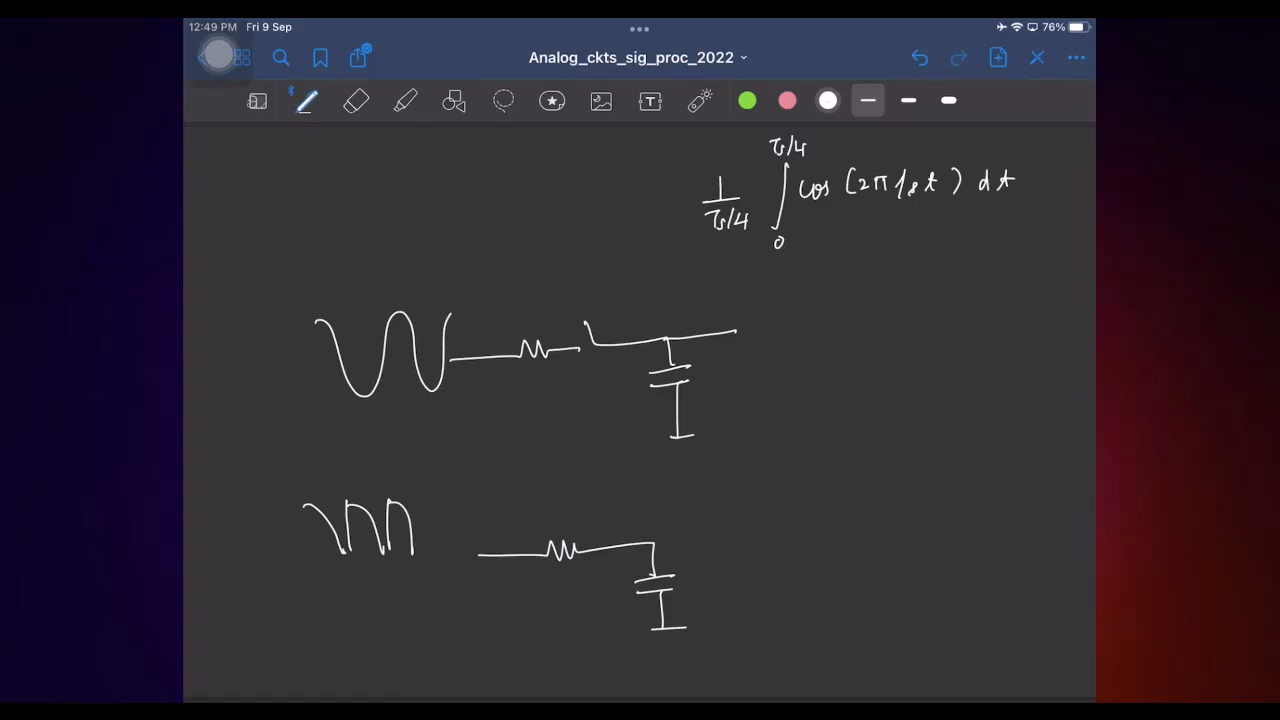 12:49 PM Fri 9 Sep
76%
Analog_ckts_sig_proc_2022
T
Ts/4
1 ∫ cos (2π fs t) dt
Ts/4
0